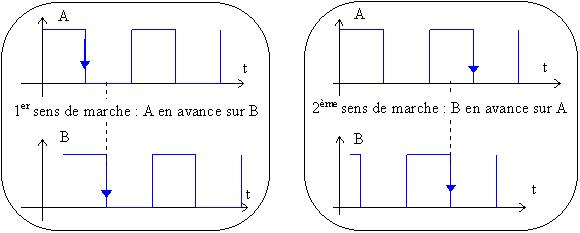 A
t
1er sens de marche : A en avance sur B
B
t
A
t
2ème sens de marche : B en avance sur A
B
t